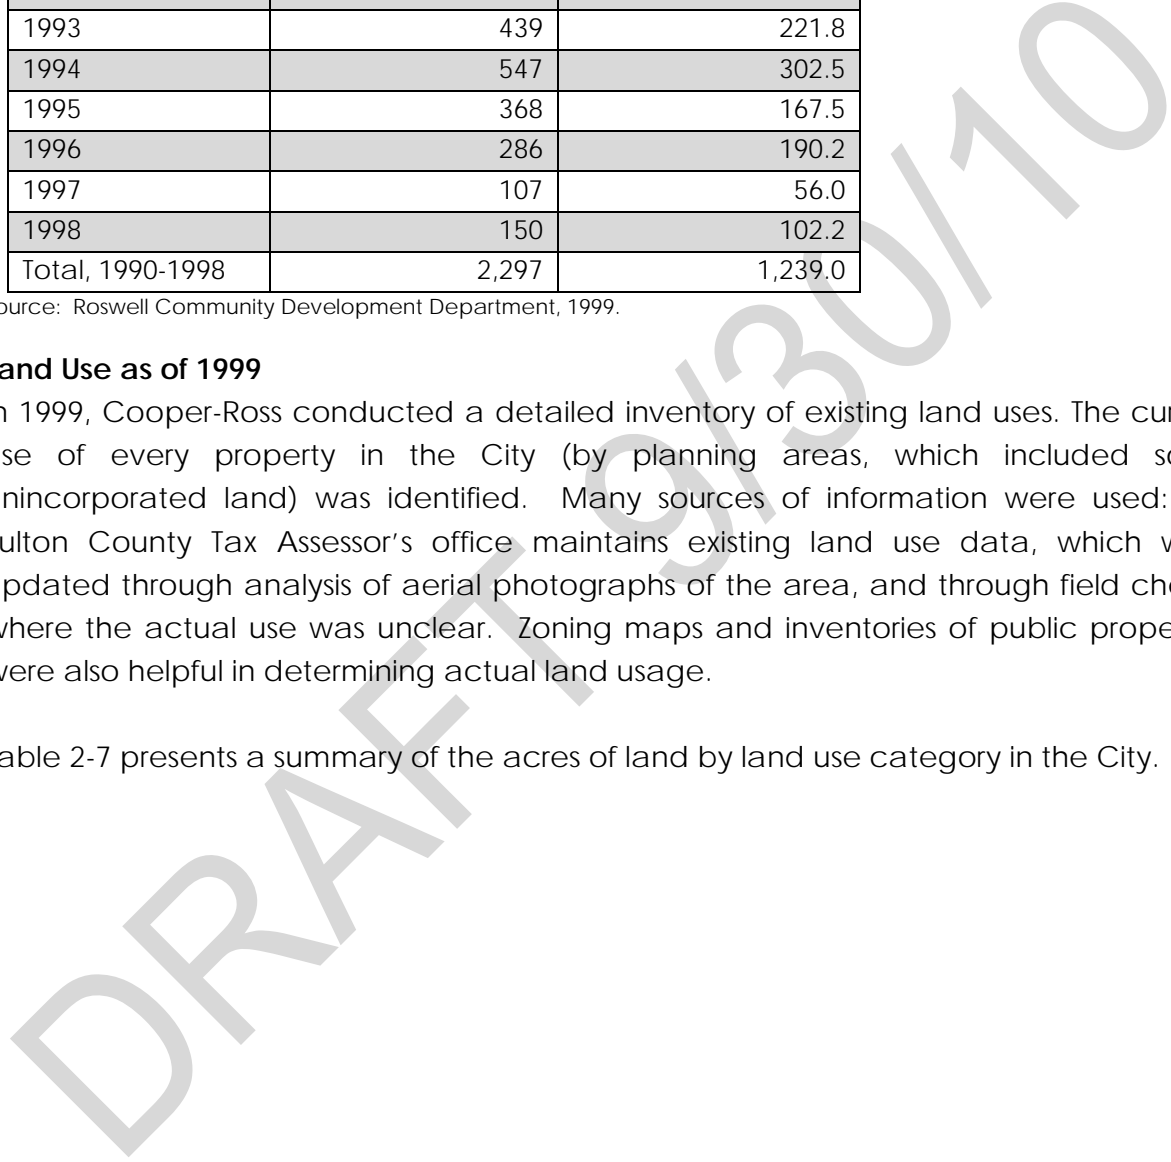 1993 439 221.8
1994 547 302.5
1995 368 167.5
1996 286 190.2
1997 107 56.0
1998 150 102.2
Total, 1990-1998 2,297 1,239.0
ource: Roswell Community Development Department, 1999.
and Use as of 1999
n 1999, Cooper-Ross conducted a detailed inventory of existing land uses. The cur
se of every property in the City (by planning areas, which included so
nincorporated land) was identified. Many sources of information were used:
ulton County Tax Assessor's office maintains existing land use data, which w
pdated through analysis of aerial photographs of the area, and through field che
where the actual use was unclear. Zoning maps and inventories of public prope
were also helpful in determining actual land usage.
able 2-7 presents a summary of the acres of land by land use category in the City.
DRAFT 9/30/10